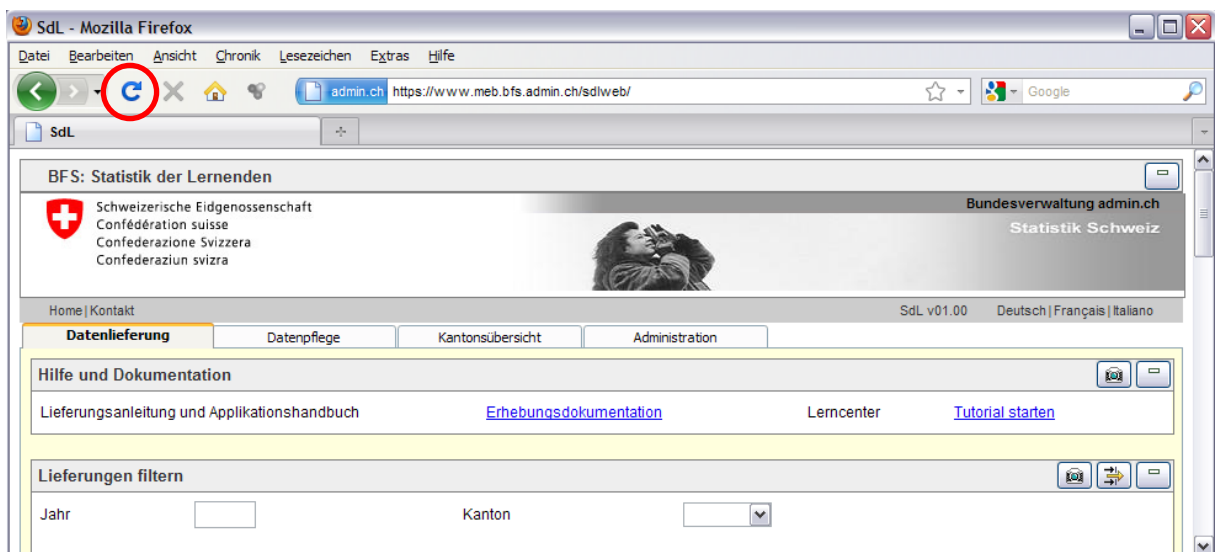 SdL - Mozilla Firefox
Datei Bearbeiten Ansicht Chronik Lesezeichen Extras Hilfe
admin.ch https://www.meb.bfs.admin.ch/sdlweb/ Google
SdL
BFS: Statistik der Lernenden
Schweizerische Eidgenossenschaft
Confédération suisse
Confederazione Svizzera
Confederaziun svizra
Bundesverwaltung admin.ch
Statistik Schweiz
Home | Kontakt SdL v01.00 Deutsch | Français | Italiano
Datenlieferung Datenpflege Kantonsübersicht Administration
Hilfe und Dokumentation
Lieferungsanleitung und Applikationshandbuch Erhebungsdokumentation Lerncenter Tutorial starten
Lieferungen filtern
Jahr Kanton